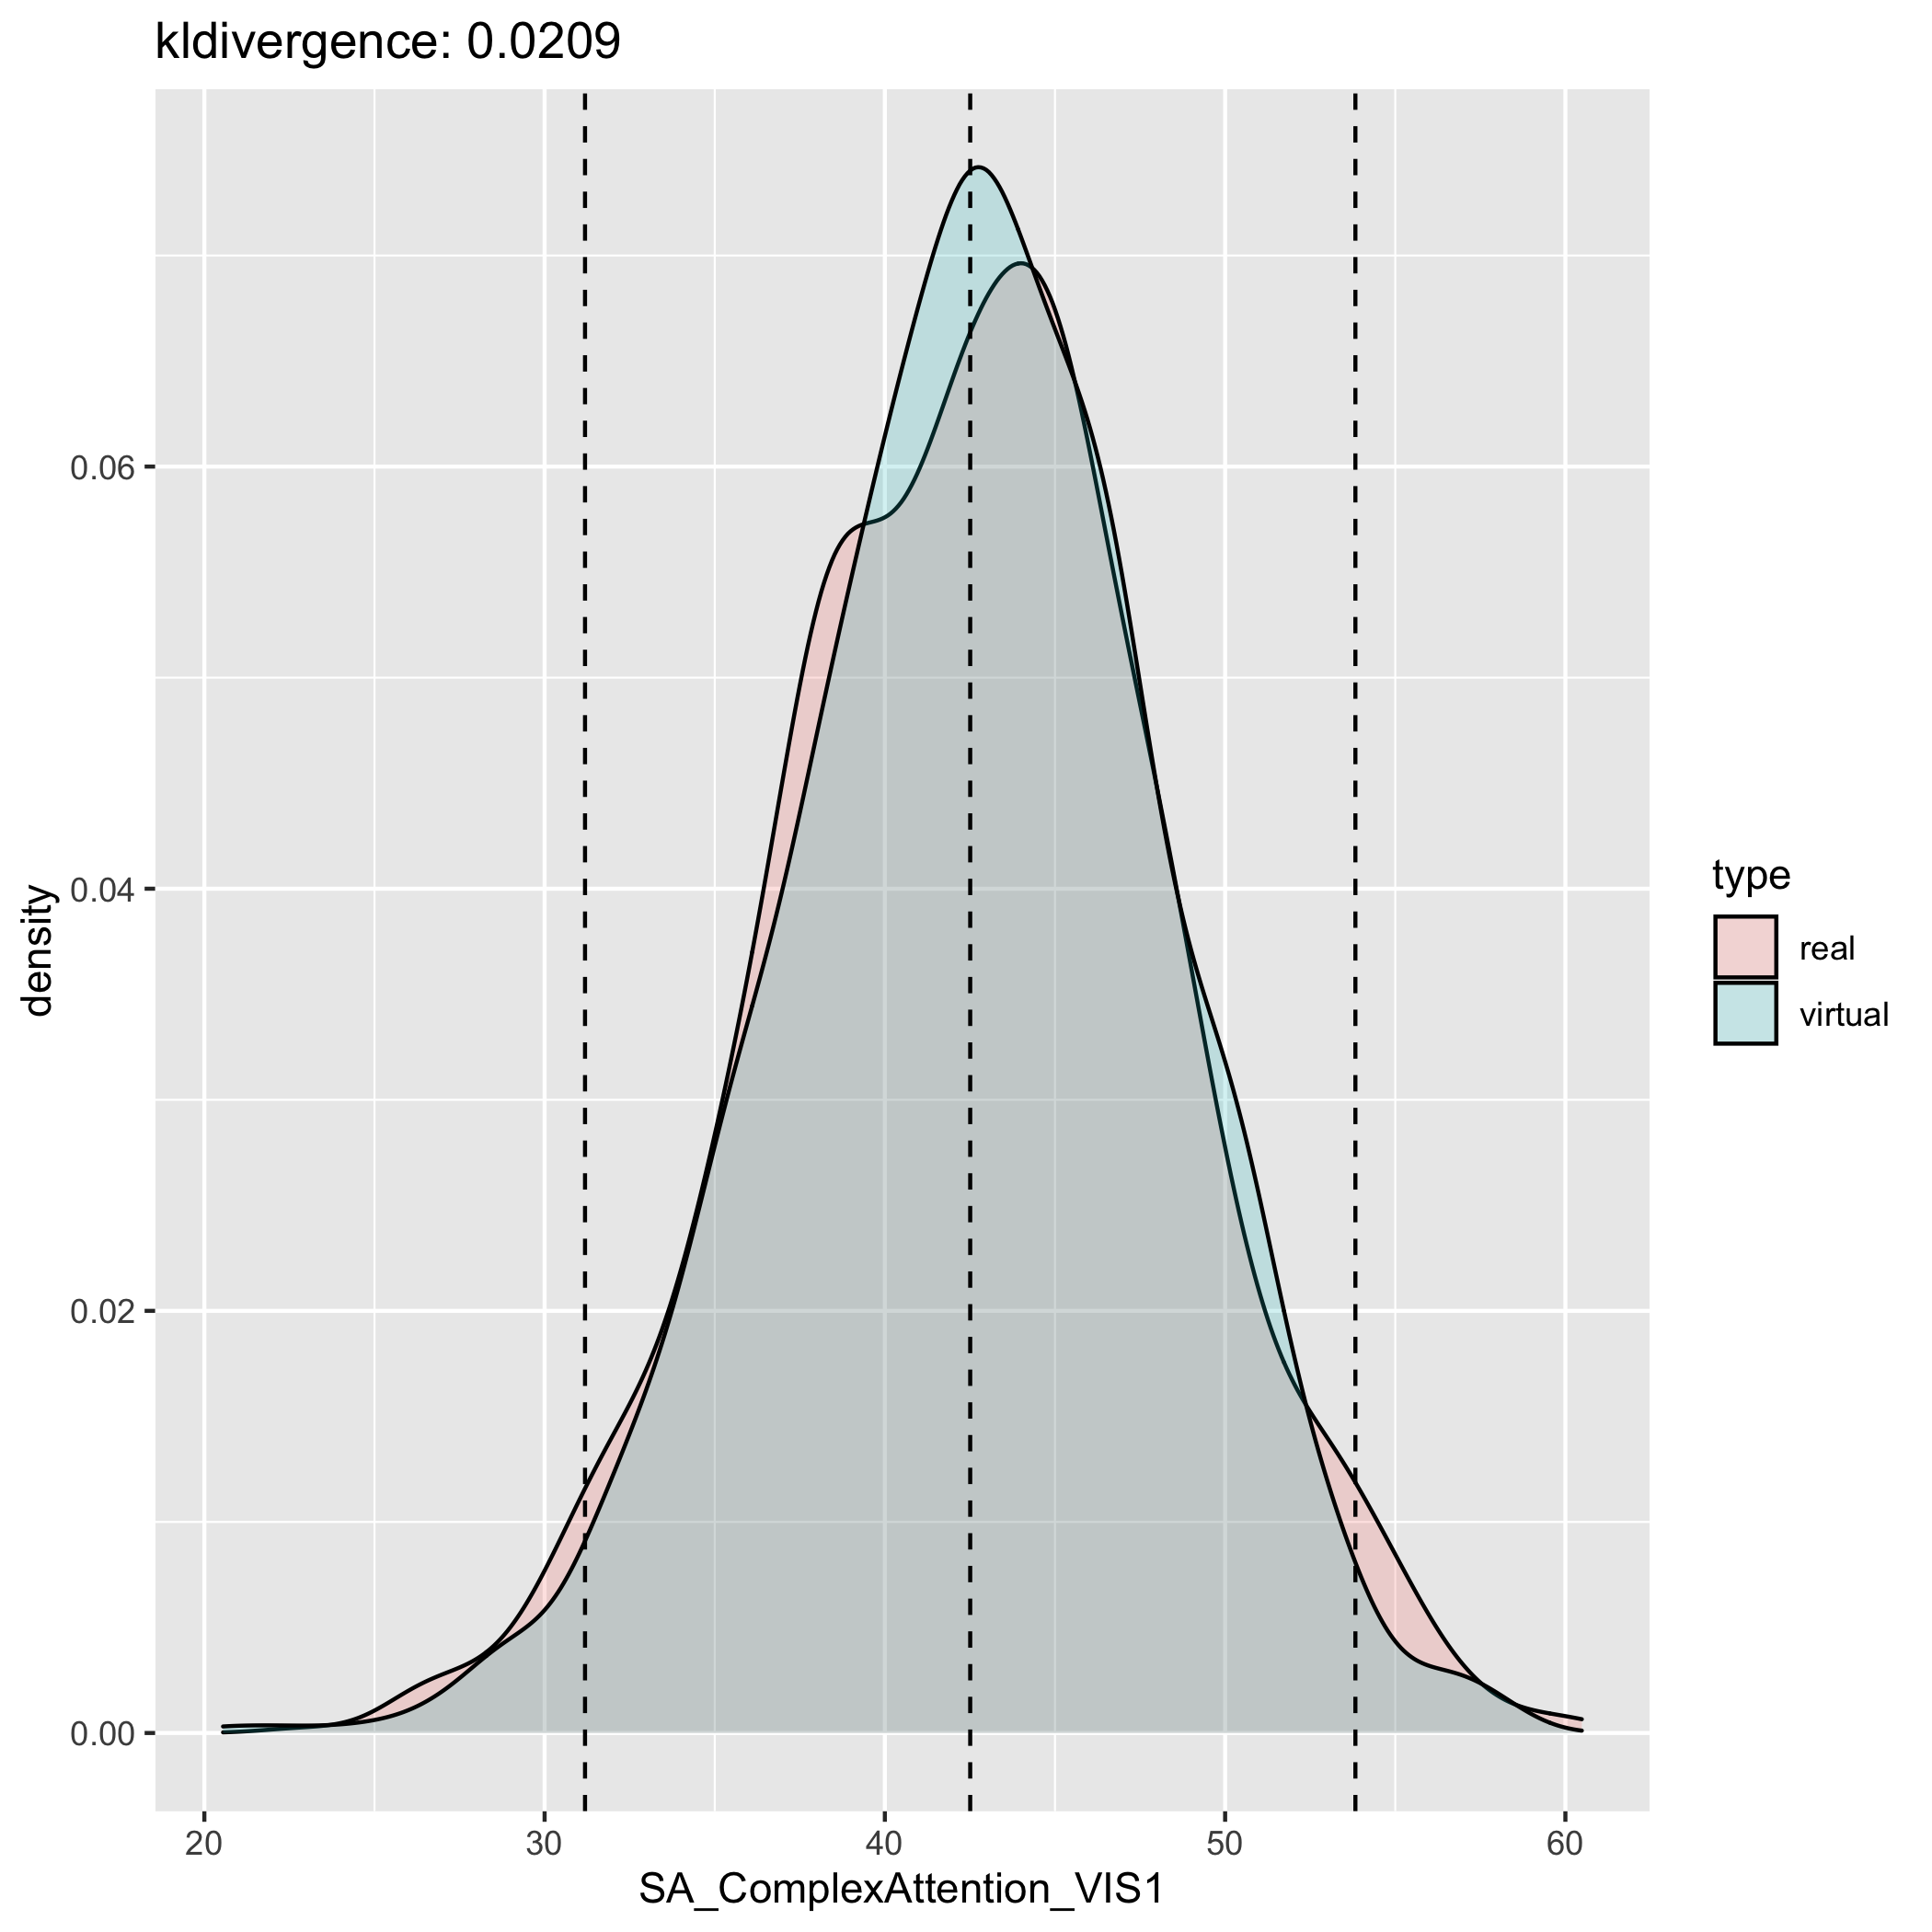 kldivergence: 0.0209
density
0.06
0.04
0.02
0.00
20 30 40 50 60
SA_ComplexAttention_VIS1
type
real
virtual